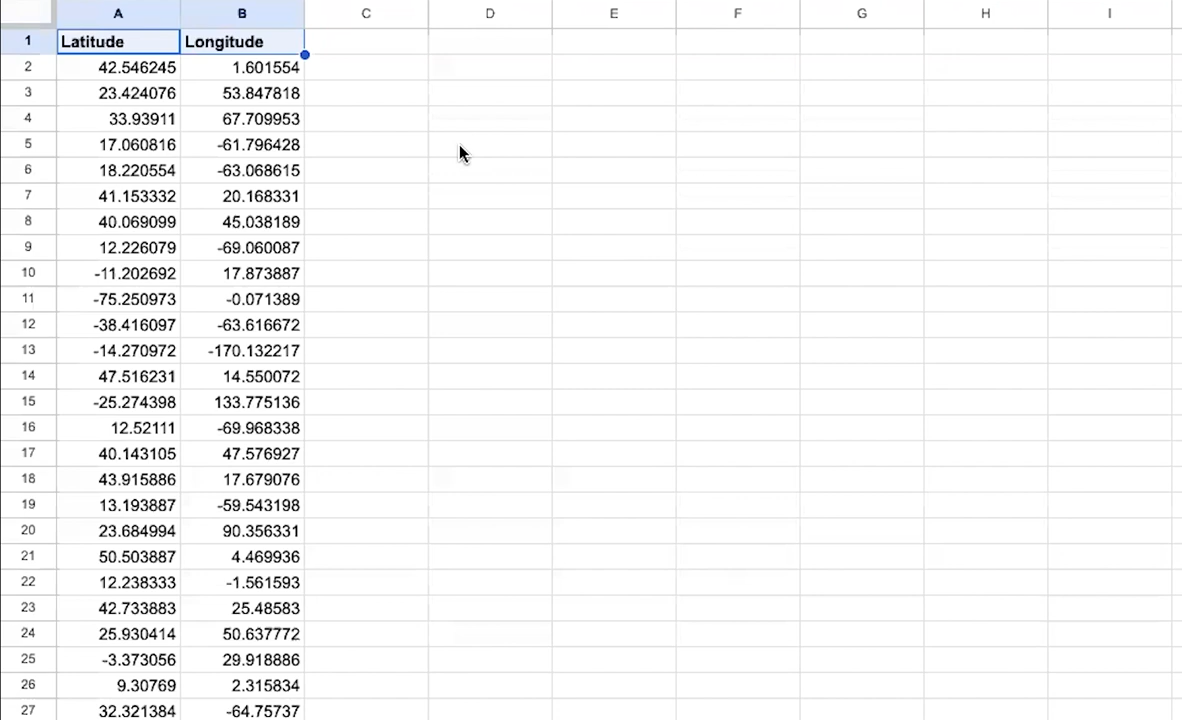 A B C D E F G H I
1 Latitude Longitude
2 42.546245 1.601554
3 23.424076 53.847818
4 33.93911 67.709953
5 17.060816 -61.796428
6 18.220554 -63.068615
7 41.153332 20.168331
8 40.069099 45.038189
9 12.226079 -69.060087
10 -11.202692 17.873887
11 -75.250973 -0.071389
12 -38.416097 -63.616672
13 -14.270972 -170.132217
14 47.516231 14.550072
15 -25.274398 133.775136
16 12.52111 -69.968338
17 40.143105 47.576927
18 43.915886 17.679076
19 13.193887 -59.543198
20 23.684994 90.356331
21 50.503887 4.469936
22 12.238333 -1.561593
23 42.733883 25.48583
24 25.930414 50.637772
25 -3.373056 29.918886
26 9.30769 2.315834
27 32.321384 -64.75737